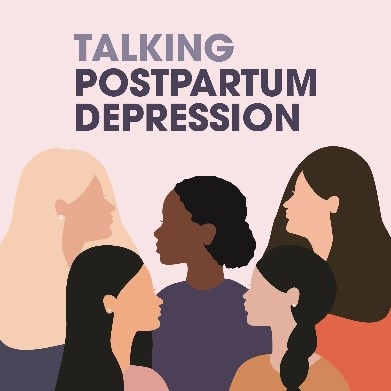 TALKING
POSTPARTUM
DEPRESSION